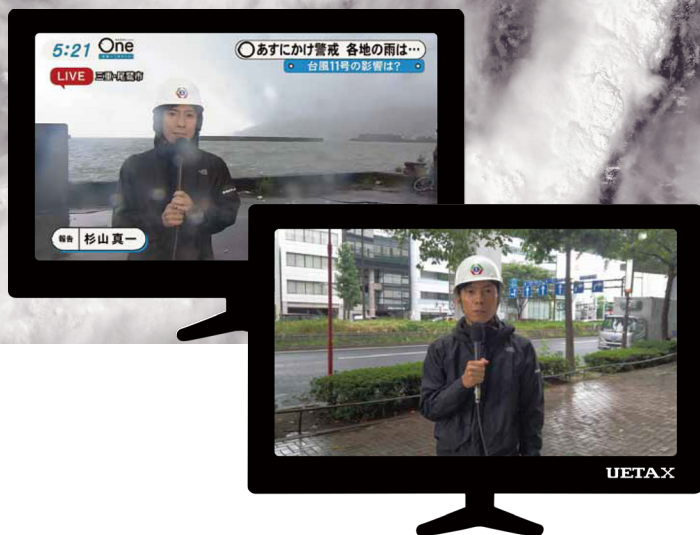 5:21 One
あすにかけ警戒 各地の雨は…
台風11号の影響は?
LIVE 三重・尾鷲市
報告 杉山真一
UETAX